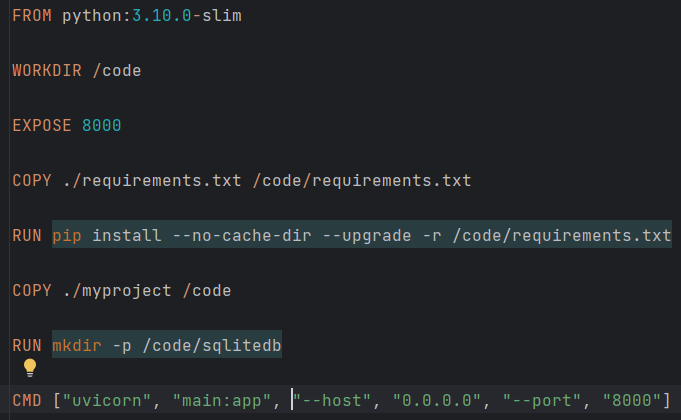 FROM python:3.10.0-slim
WORKDIR /code
EXPOSE 8000
COPY ./requirements.txt /code/requirements.txt
RUN pip install --no-cache-dir --upgrade -r /code/requirements.txt
COPY ./myproject /code
RUN mkdir -p /code/sqlitedb
CMD ["uvicorn", "main:app", "--host", "0.0.0.0", "--port", "8000"]